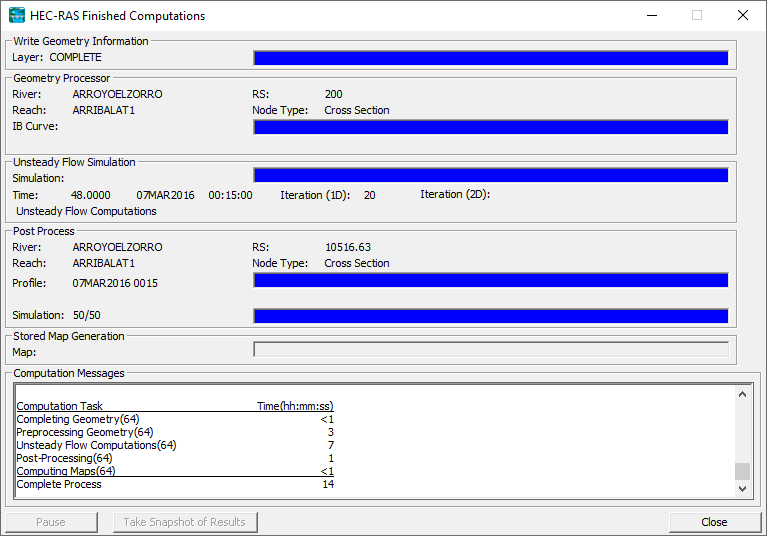 HEC-RAS Finished Computations
Write Geometry Information
Layer: COMPLETE
Geometry Processor
River: ARROYOELZORRO RS: 200
Reach: ARRIBALAT1 Node Type: Cross Section
IB Curve:
Unsteady Flow Simulation
Simulation:
Time: 48.0000 07MAR2016 00:15:00 Iteration (1D): 20 Iteration (2D):
Unsteady Flow Computations
Post Process
River: ARROYOELZORRO RS: 10516.63
Reach: ARRIBALAT1 Node Type: Cross Section
Profile: 07MAR2016 0015
Simulation: 50/50
Stored Map Generation
Map:
Computation Messages
Computation Task Time(hh:mm:ss)
Completing Geometry(64) <1
Preprocessing Geometry(64) 3
Unsteady Flow Computations(64) 7
Post-Processing(64) 1
Computing Maps(64) <1
Complete Process 14
Pause Take Snapshot of Results Close